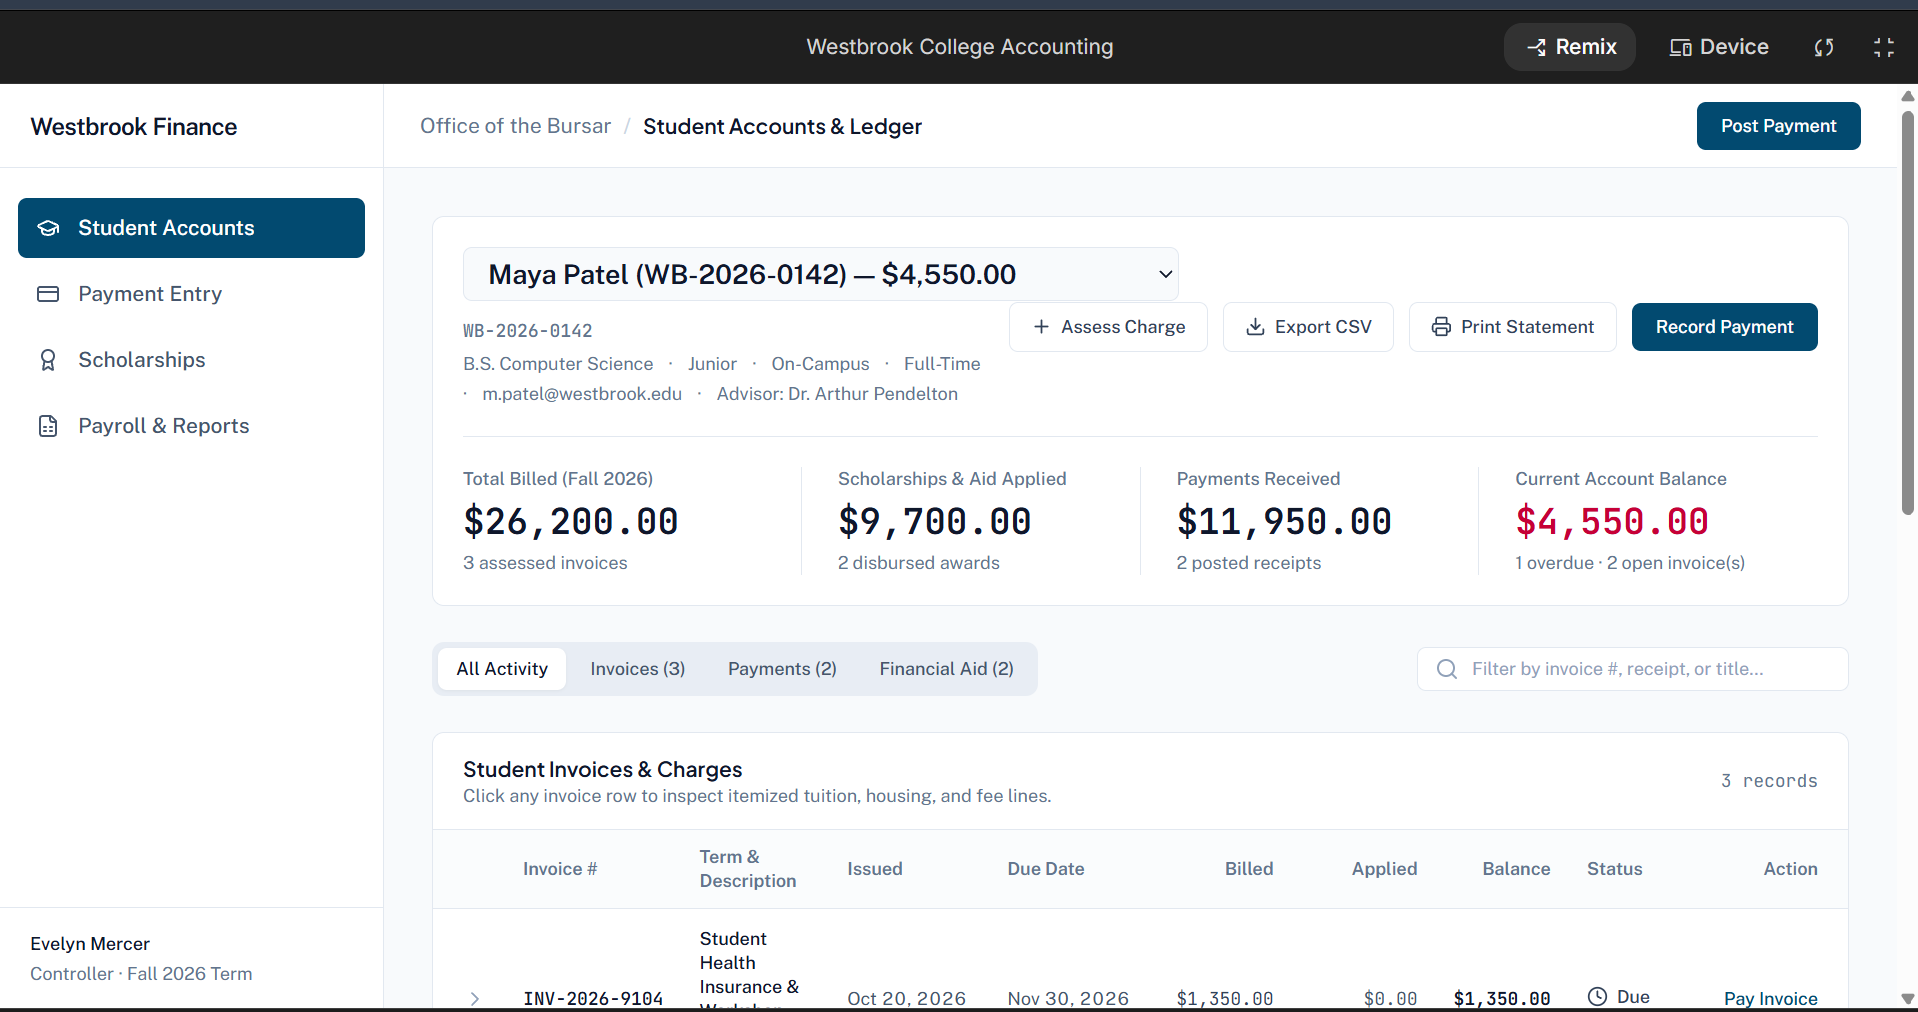 Westbrook College Accounting
Remix
Device
Westbrook Finance
Office of the Bursar / Student Accounts & Ledger
Post Payment
Student Accounts
Payment Entry
Scholarships
Payroll & Reports
Evelyn Mercer
Controller · Fall 2026 Term
Maya Patel (WB-2026-0142) — $4,550.00
WB-2026-0142
B.S. Computer Science · Junior · On-Campus · Full-Time
· m.patel@westbrook.edu · Advisor: Dr. Arthur Pendelton
Assess Charge
Export CSV
Print Statement
Record Payment
Total Billed (Fall 2026)
$26,200.00
3 assessed invoices
Scholarships & Aid Applied
$9,700.00
2 disbursed awards
Payments Received
$11,950.00
2 posted receipts
Current Account Balance
$4,550.00
1 overdue · 2 open invoice(s)
All Activity
Invoices (3)
Payments (2)
Financial Aid (2)
Filter by invoice #, receipt, or title...
Student Invoices & Charges
Click any invoice row to inspect itemized tuition, housing, and fee lines.
3 records
Invoice #
Term &
Description
Issued
Due Date
Billed
Applied
Balance
Status
Action
INV-2026-9104
Student
Health
Insurance &
Oct 20, 2026
Nov 30, 2026
$1,350.00
$0.00
$1,350.00
Due
Pay Invoice